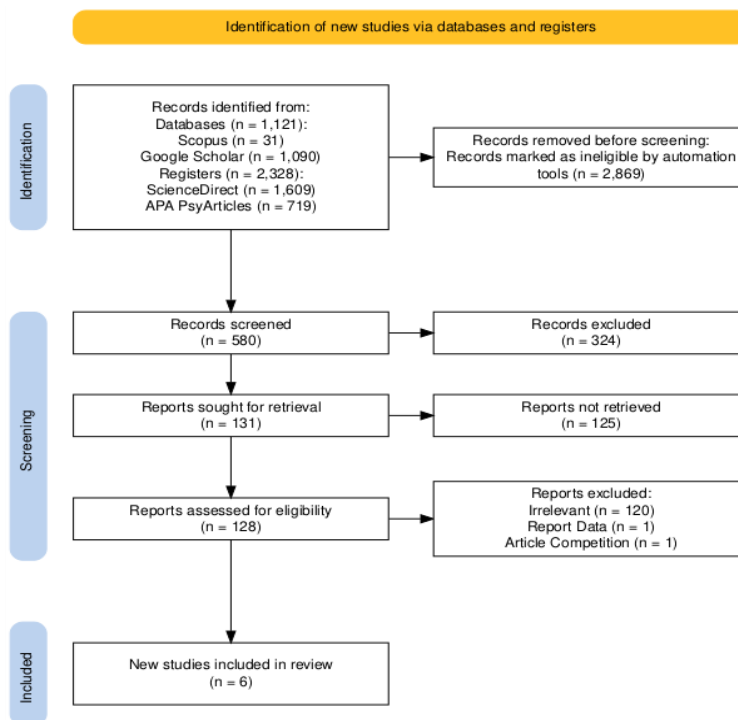 Identification of new studies via databases and registers
Identification
Records identified from:
Databases (n = 1,121):
Scopus (n = 31)
Google Scholar (n = 1,090)
Registers (n = 2,328):
ScienceDirect (n = 1,609)
APA PsyArticles (n = 719)
Records removed before screening:
Records marked as ineligible by automation
tools (n = 2,869)
Screening
Records screened
(n = 580)
Records excluded
(n = 324)
Reports sought for retrieval
(n = 131)
Reports not retrieved
(n = 125)
Reports assessed for eligibility
(n = 128)
Reports excluded:
Irrelevant (n = 120)
Report Data (n = 1)
Article Competition (n = 1)
Included
New studies included in review
(n = 6)